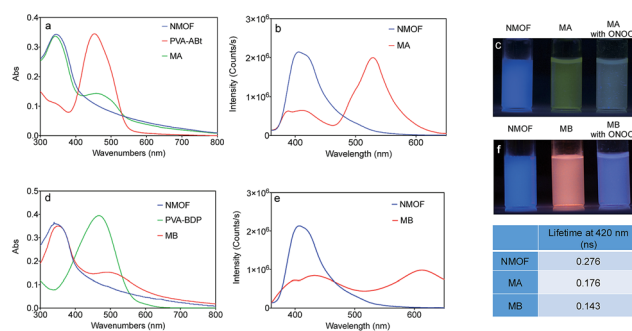 a
NMOF
PVA-ABt
MA
Abs
0.4
0.3
0.2
0.1
0.0
300 400 500 600 700 800
Wavenumbers (nm)
b
NMOF
MA
Intensity (Counts/s)
3×10⁶
2×10⁶
1×10⁶
0
400 500 600
Wavelength (nm)
c
NMOF MA MA
with ONOO
f
NMOF MB MB
with ONOO
d
NMOF
PVA-BDP
MB
Abs
0.5
0.4
0.3
0.2
0.1
0.0
300 400 500 600 700 800
Wavenumbers (nm)
e
NMOF
MB
Intensity (Counts/s)
3×10⁶
2×10⁶
1×10⁶
0
400 500 600
Wavelength (nm)
Lifetime at 420 nm
(ns)
NMOF 0.276
MA 0.176
MB 0.143